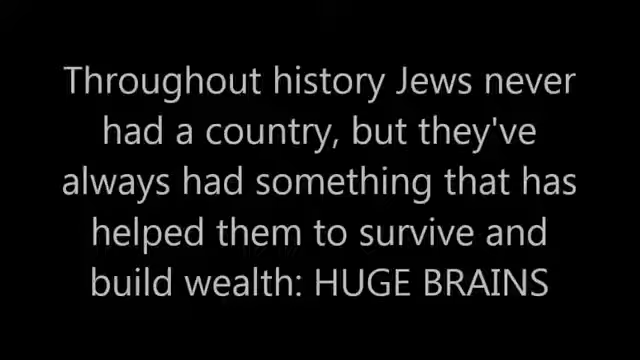 Throughout history Jews never
had a country, but they've
always had something that has
helped them to survive and
build wealth: HUGE BRAINS